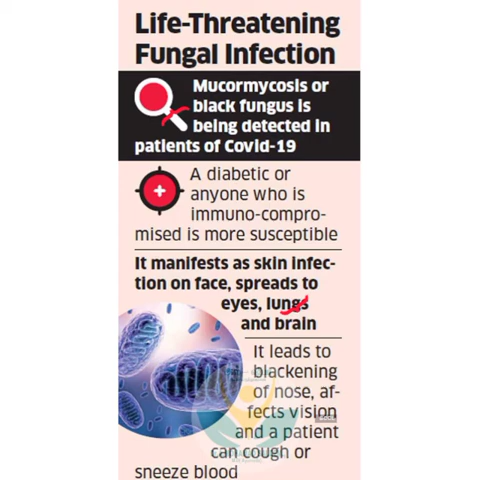 Life-Threatening
Fungal Infection
Mucormycosis or
black fungus is
being detected in
patients of Covid-19
A diabetic or
anyone who is
immuno-compro-
mised is more susceptible
It manifests as skin infec-
tion on face, spreads to
eyes, lungs
and brain
It leads to
blackening
of nose, af-
fects vision
and a patient
can cough or
sneeze blood